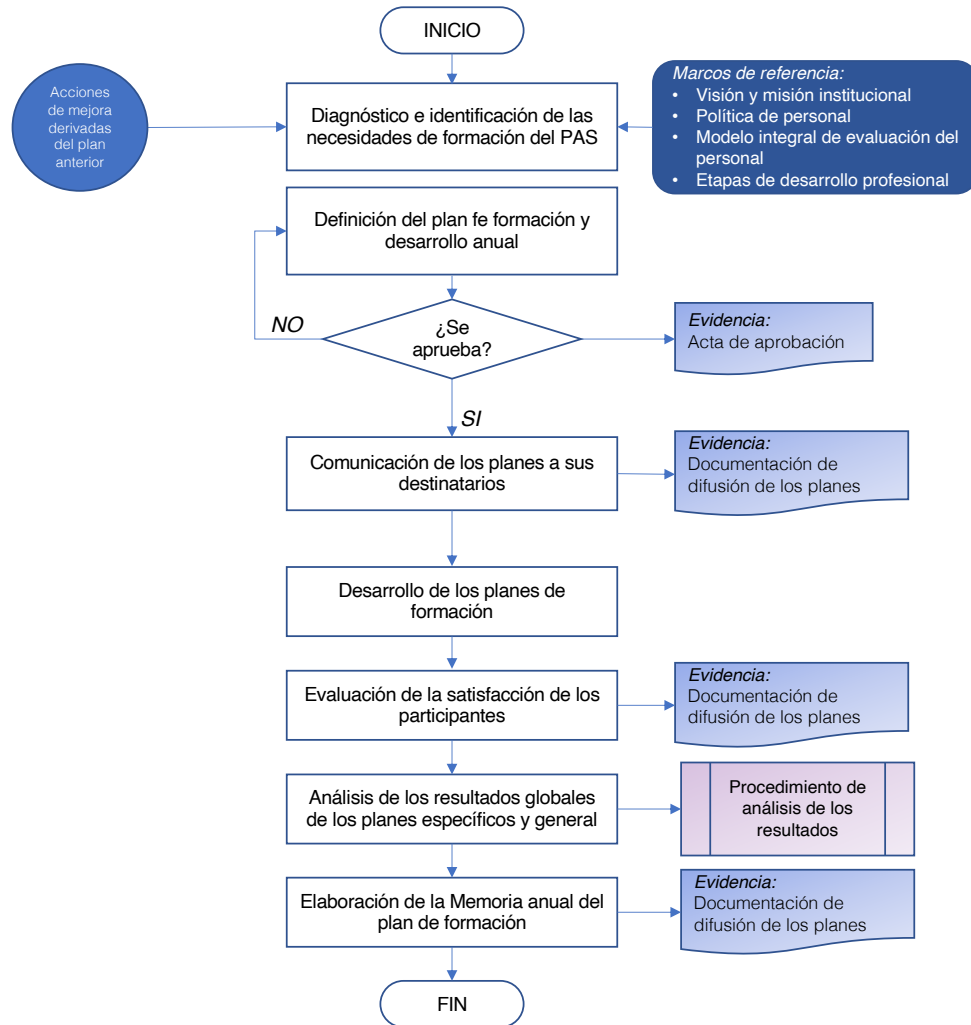 INICIO
Acciones
de mejora
derivadas
del plan
anterior
Diagnóstico e identificación de las
necesidades de formación del PAS
Marcos de referencia:
• Visión y misión institucional
• Política de personal
• Modelo integral de evaluación del
personal
• Etapas de desarrollo profesional
Definición del plan fe formación y
desarrollo anual
NO
¿Se
aprueba?
Evidencia:
Acta de aprobación
SI
Comunicación de los planes a sus
destinatarios
Evidencia:
Documentación de
difusión de los planes
Desarrollo de los planes de
formación
Evaluación de la satisfacción de los
participantes
Evidencia:
Documentación de
difusión de los planes
Análisis de los resultados globales
de los planes específicos y general
Procedimiento de
análisis de los
resultados
Elaboración de la Memoria anual del
plan de formación
Evidencia:
Documentación de
difusión de los planes
FIN